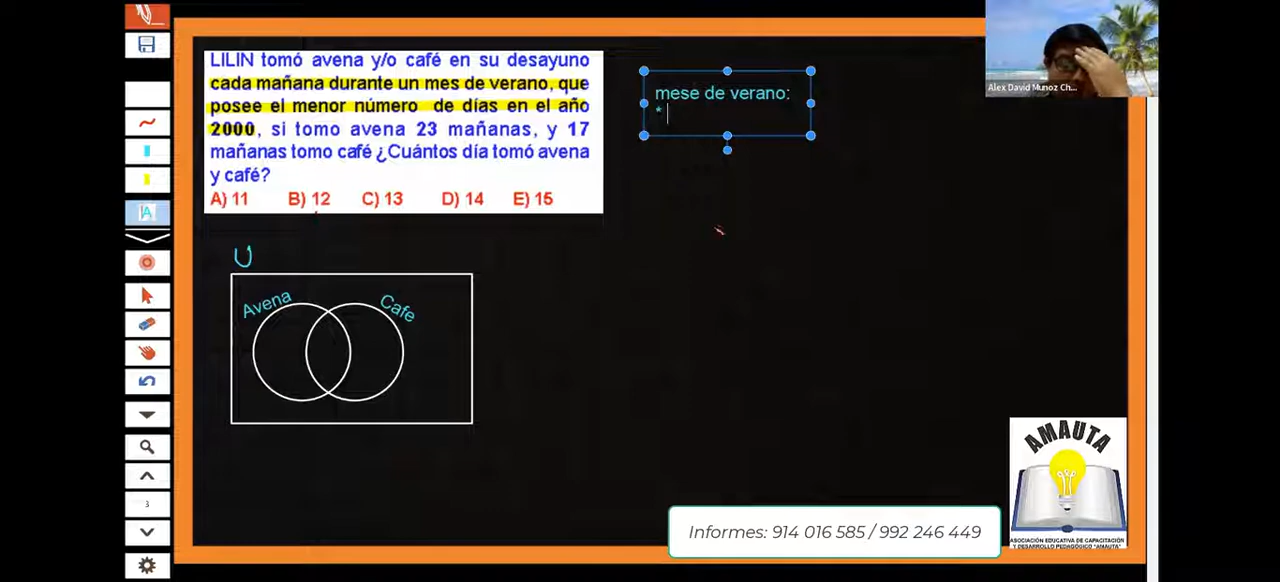 LILIN tomó avena y/o café en su desayuno
cada mañana durante un mes de verano, que
posee el menor número de días en el año
2000, si tomo avena 23 mañanas, y 17
mañanas tomo café ¿Cuántos día tomó avena
y café?
A) 11 B) 12 C) 13 D) 14 E) 15
mese de verano:
*
Alex David Munoz Ch...
U
Avena
Cafe
A
3
AMAUTA
ASOCIACIÓN EDUCATIVA DE CAPACITACIÓN
Y DESARROLLO PEDAGÓGICO "AMAUTA"
Informes: 914 016 585 / 992 246 449